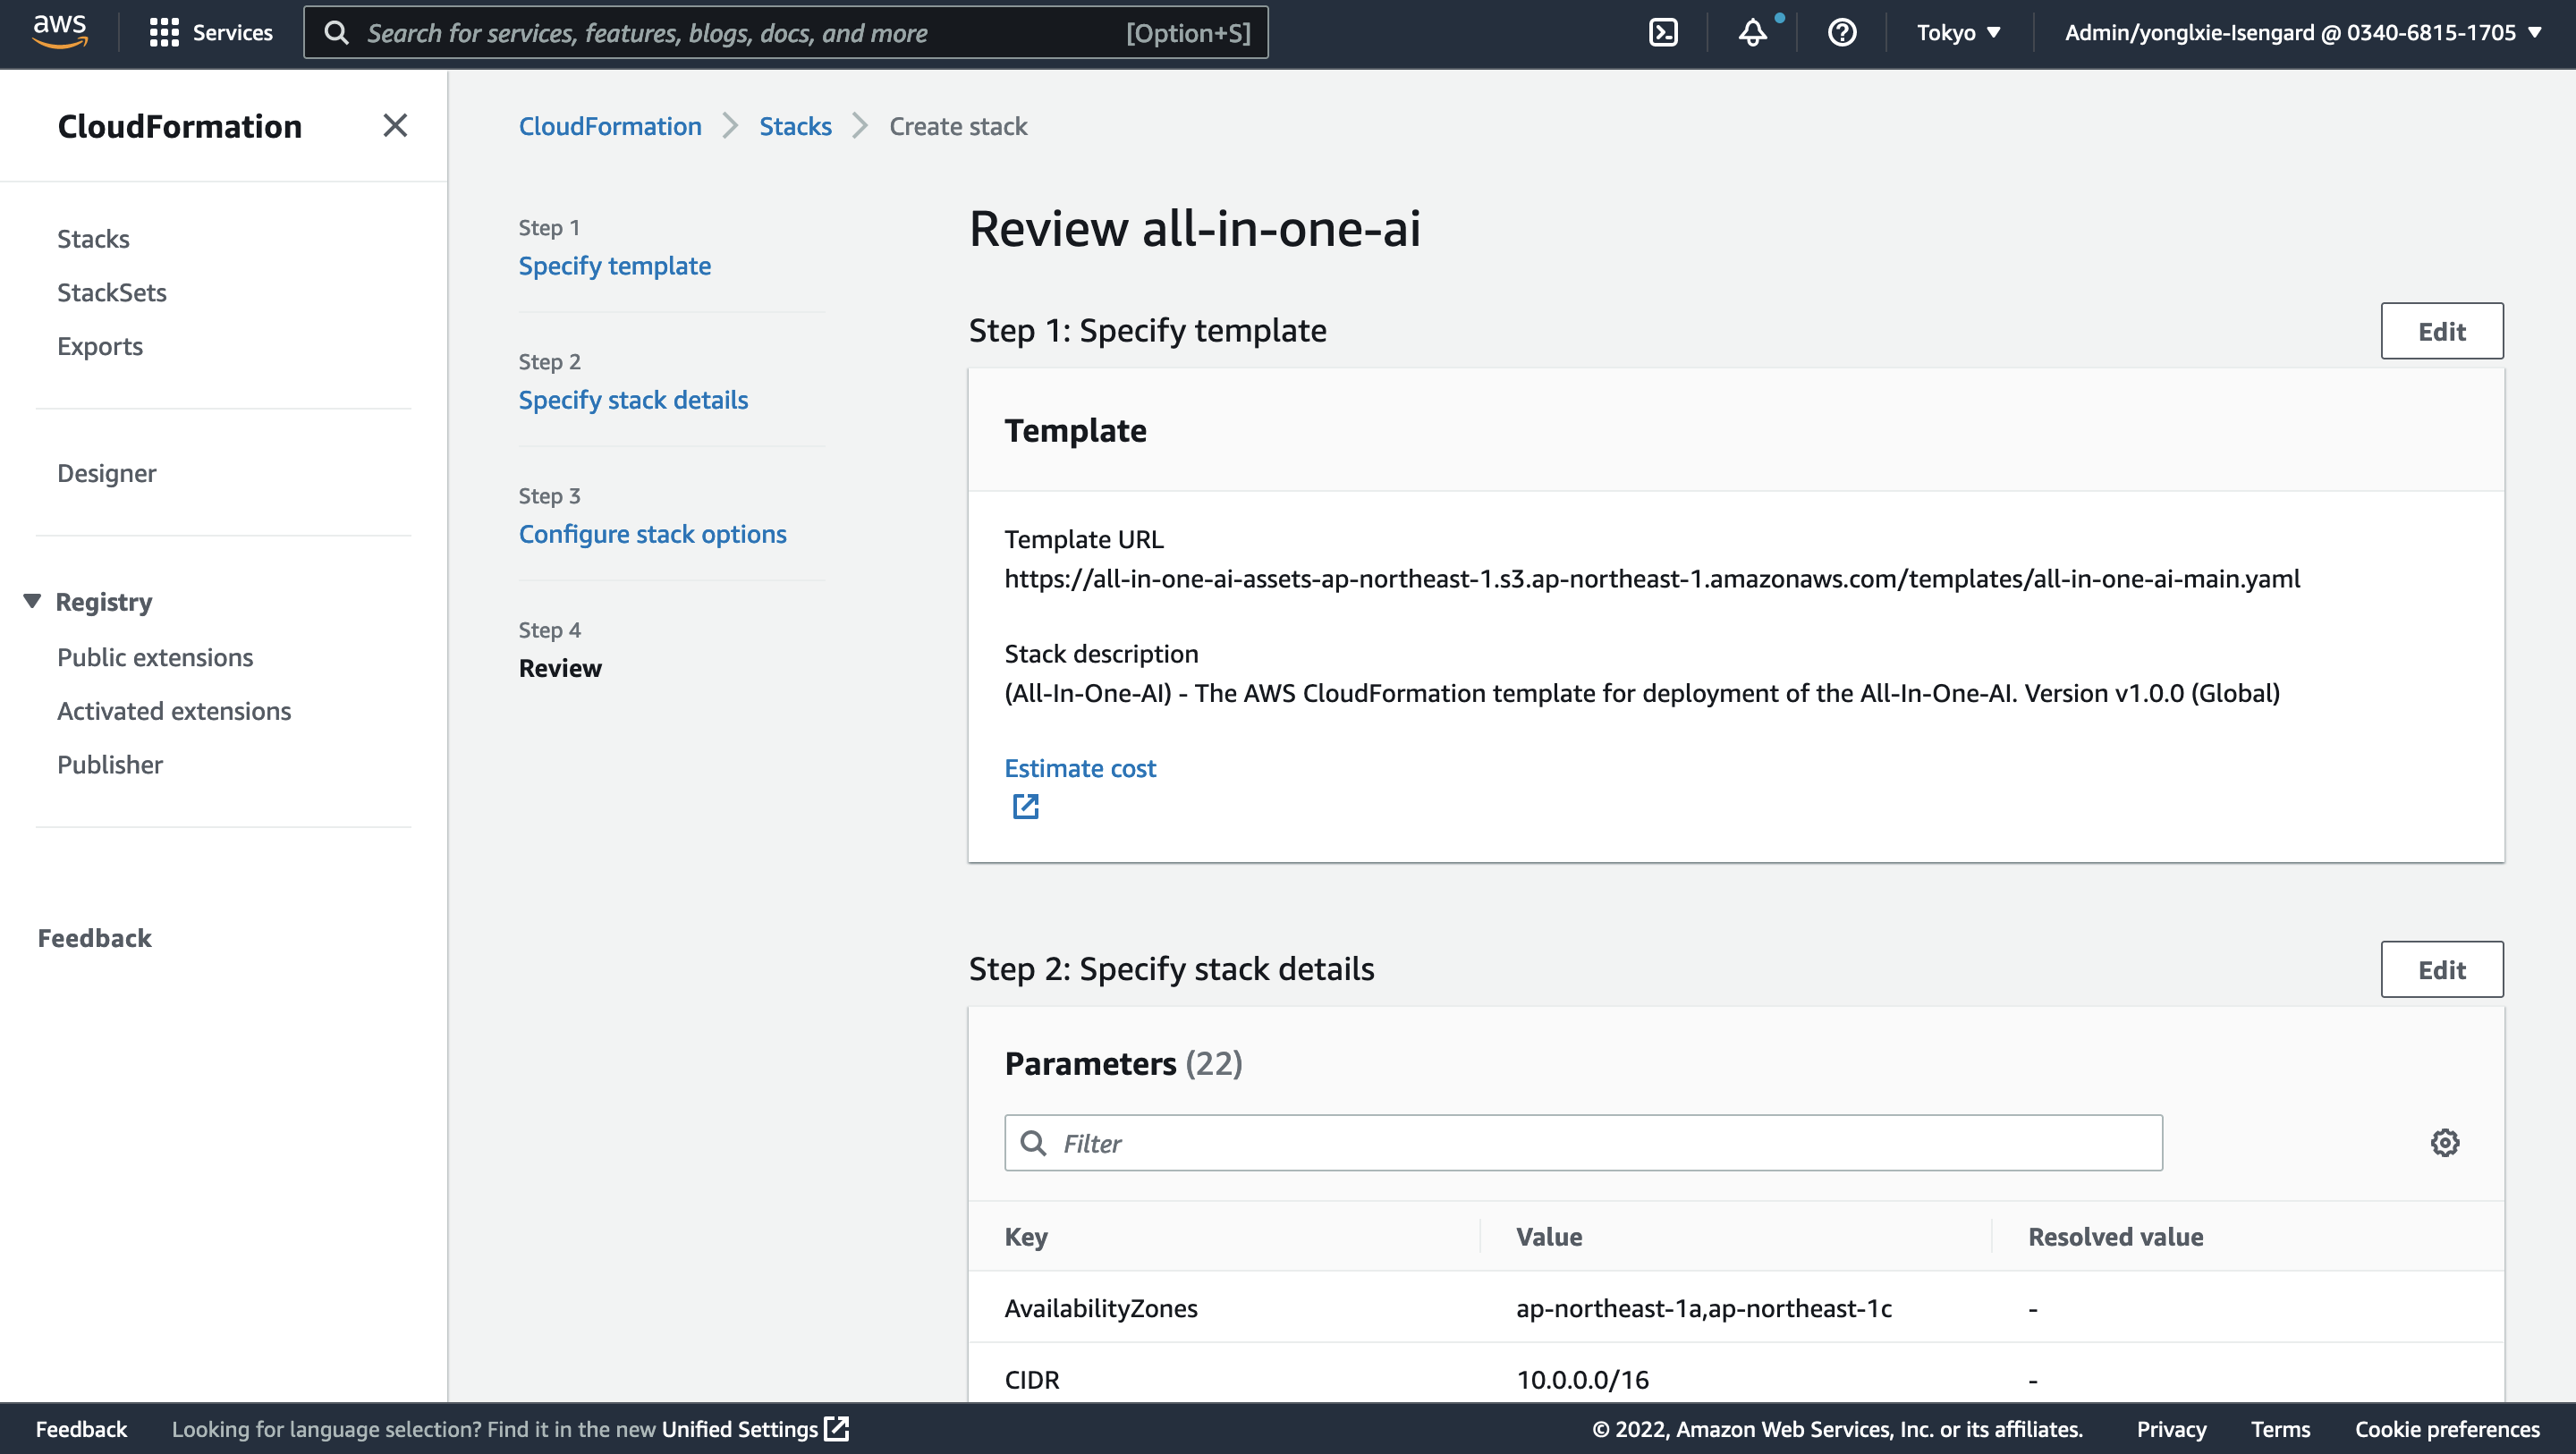 aws
Services
Search for services, features, blogs, docs, and more
[Option+S]
Tokyo
Admin/yonglxie-Isengard @ 0340-6815-1705
CloudFormation
Stacks
StackSets
Exports
Designer
Registry
Public extensions
Activated extensions
Publisher
Feedback
CloudFormation
Stacks
Create stack
Step 1
Specify template
Step 2
Specify stack details
Step 3
Configure stack options
Step 4
Review
Review all-in-one-ai
Step 1: Specify template
Edit
Template
Template URL
https://all-in-one-ai-assets-ap-northeast-1.s3.ap-northeast-1.amazonaws.com/templates/all-in-one-ai-main.yaml
Stack description
(All-In-One-AI) - The AWS CloudFormation template for deployment of the All-In-One-AI. Version v1.0.0 (Global)
Estimate cost
Step 2: Specify stack details
Edit
Parameters (22)
Filter
Key Value Resolved value
AvailabilityZones ap-northeast-1a,ap-northeast-1c -
CIDR 10.0.0.0/16 -
Feedback
Looking for language selection? Find it in the new Unified Settings
© 2022, Amazon Web Services, Inc. or its affiliates.
Privacy
Terms
Cookie preferences